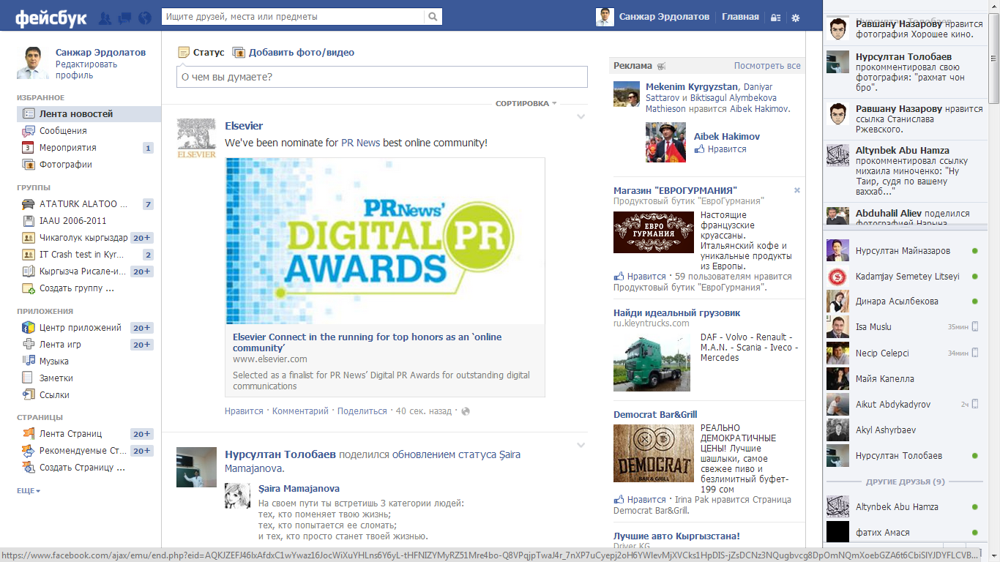 фейсбук
Ищите друзей, места или предметы
Санжар Эрдолатов
Главная
Санжар Эрдолатов
Редактировать
профиль
ИЗБРАННОЕ
Лента новостей
Сообщения
Мероприятия 1
Фотографии
ГРУППЫ
ATATURK ALATOO ... 7
IAAU 2006-2011
Чикаголук кыргыздар 20+
IT Crash test in Kyr... 2
Кыргызча Рисале-и... 20+
Создать группу ...
ПРИЛОЖЕНИЯ
Центр приложений 20+
Лента игр 20+
Музыка
Заметки
Ссылки
СТРАНИЦЫ
Лента Страниц 20+
Рекомендуемые Ст... 20+
Создать Страницу ...
ЕЩЕ
Статус Добавить фото/видео
О чем вы думаете?
СОРТИРОВКА
ELSEVIER
Elsevier
We've been nominate for PR News best online community!
PRNews'
DIGITAL PR
AWARDS
Elsevier Connect in the running for top honors as an ‘online
community’
www.elsevier.com
Selected as a finalist for PR News’ Digital PR Awards for outstanding digital
communications
Нравится · Комментарий · Поделиться · 40 сек. назад ·
Нурсултан Толобаев поделился обновлением статуса Şaira
Mamajanova.
Şaira Mamajanova
На своем пути ты встретишь 3 категории людей:
тех, кто поменяет твою жизнь;
тех, кто попытается ее сломать;
и тех, кто просто станет твоей жизнью.
Реклама Посмотреть все
Mekenim Kyrgyzstan, Daniyar
Sattarov и Biktisagul Alymbekova
Mathieson нравится Aibek Hakimov.
Aibek Hakimov
Нравится
Магазин "ЕВРОГУРМАНИЯ"
Продуктовый бутик "ЕвроГурмания"
ЕВРО
ГУРМАНИЯ
Настоящие
французские
круассаны.
Итальянский кофе и
уникальные продукты
из Европы.
Нравится · 59 пользователям нравится
Продуктовый бутик "ЕвроГурмания".
Найди идеальный грузовик
ru.kleyntrucks.com
DAF - Volvo - Renault -
M.A.N. - Scania - Iveco -
Mercedes
Democrat Bar&Grill
DEMOCRAT
BAR & GRILL
РЕАЛЬНО
ДЕМОКРАТИЧНЫЕ
ЦЕНЫ! Лучшие
шашлыки, самое
свежее пиво и
безлимитный буфет-
199 сом
Нравится · Irina Pak нравится Страница
Democrat Bar&Grill.
Лучшие авто Кыргызстана!
Driver.KG
Нурсултан Толобаев
Равшану Назарову нравится
фотография Хорошее кино.
Нурсултан Толобаев
прокомментировал свою
фотография: "рахмат чон
бро".
Равшану Назарову нравится
ссылка Станислава
Ржевского.
Altynbek Abu Hamza
прокомментировал ссылку
михаила миноченко: "Ну
Таир, судя по вашему
ваххаб..."
Abduhalil Aliev поделился
фотографией Нарына
Нурсултан Майназаров
Kadamjay Semetey Litseyi
Динара Асылбекова
Isa Muslu 35мин
Necip Celepci 34мин
Майя Капелла
Aikut Abdykadyrov 2ч
Akyl Ashyrbaev
Нурсултан Толобаев
ДРУГИЕ ДРУЗЬЯ (9)
Altynbek Abu Hamza
фатих Амася